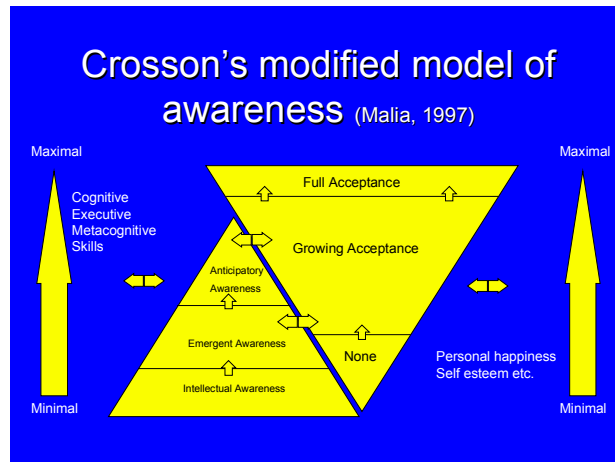 Crosson's modified model of
awareness (Malia, 1997)
Maximal
Maximal
Cognitive
Executive
Metacognitive
Skills
Full Acceptance
Growing Acceptance
Anticipatory
Awareness
Emergent Awareness
None
Intellectual Awareness
Personal happiness
Self esteem etc.
Minimal
Minimal